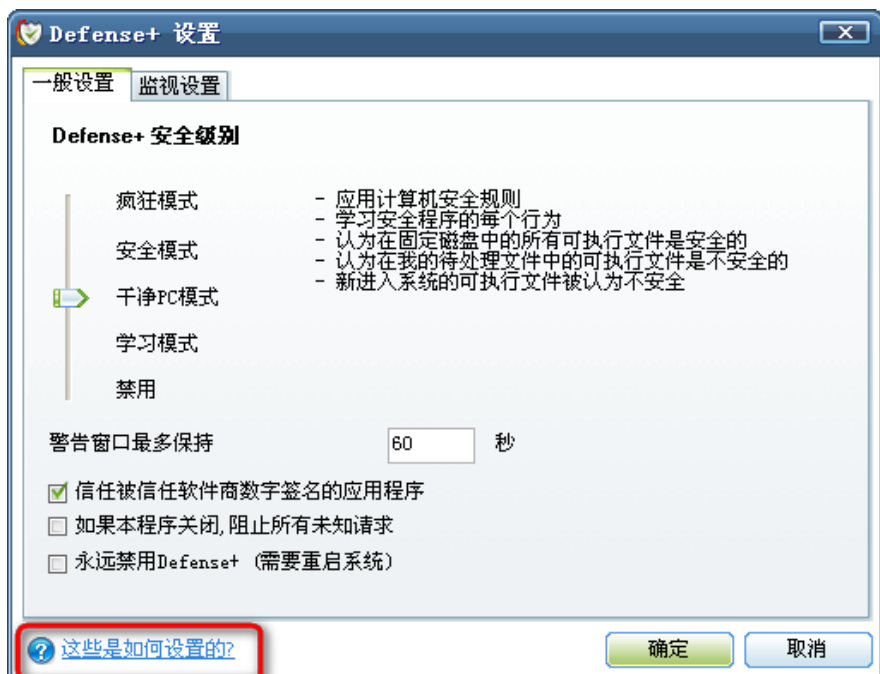 Defense+ 设置
一般设置
监视设置
Defense+ 安全级别
疯狂模式
安全模式
干净PC模式
学习模式
禁用
- 应用计算机安全规则
- 学习安全程序的每个行为
- 认为在固定磁盘中的所有可执行文件是安全的
- 认为在我的待处理文件中的可执行文件是不安全的
- 新进入系统的可执行文件被认为不安全
警告窗口最多保持 60 秒
信任被信任软件商数字签名的应用程序
如果本程序关闭,阻止所有未知请求
永远禁用Defense+ (需要重启系统)
这些是如何设置的?
确定
取消